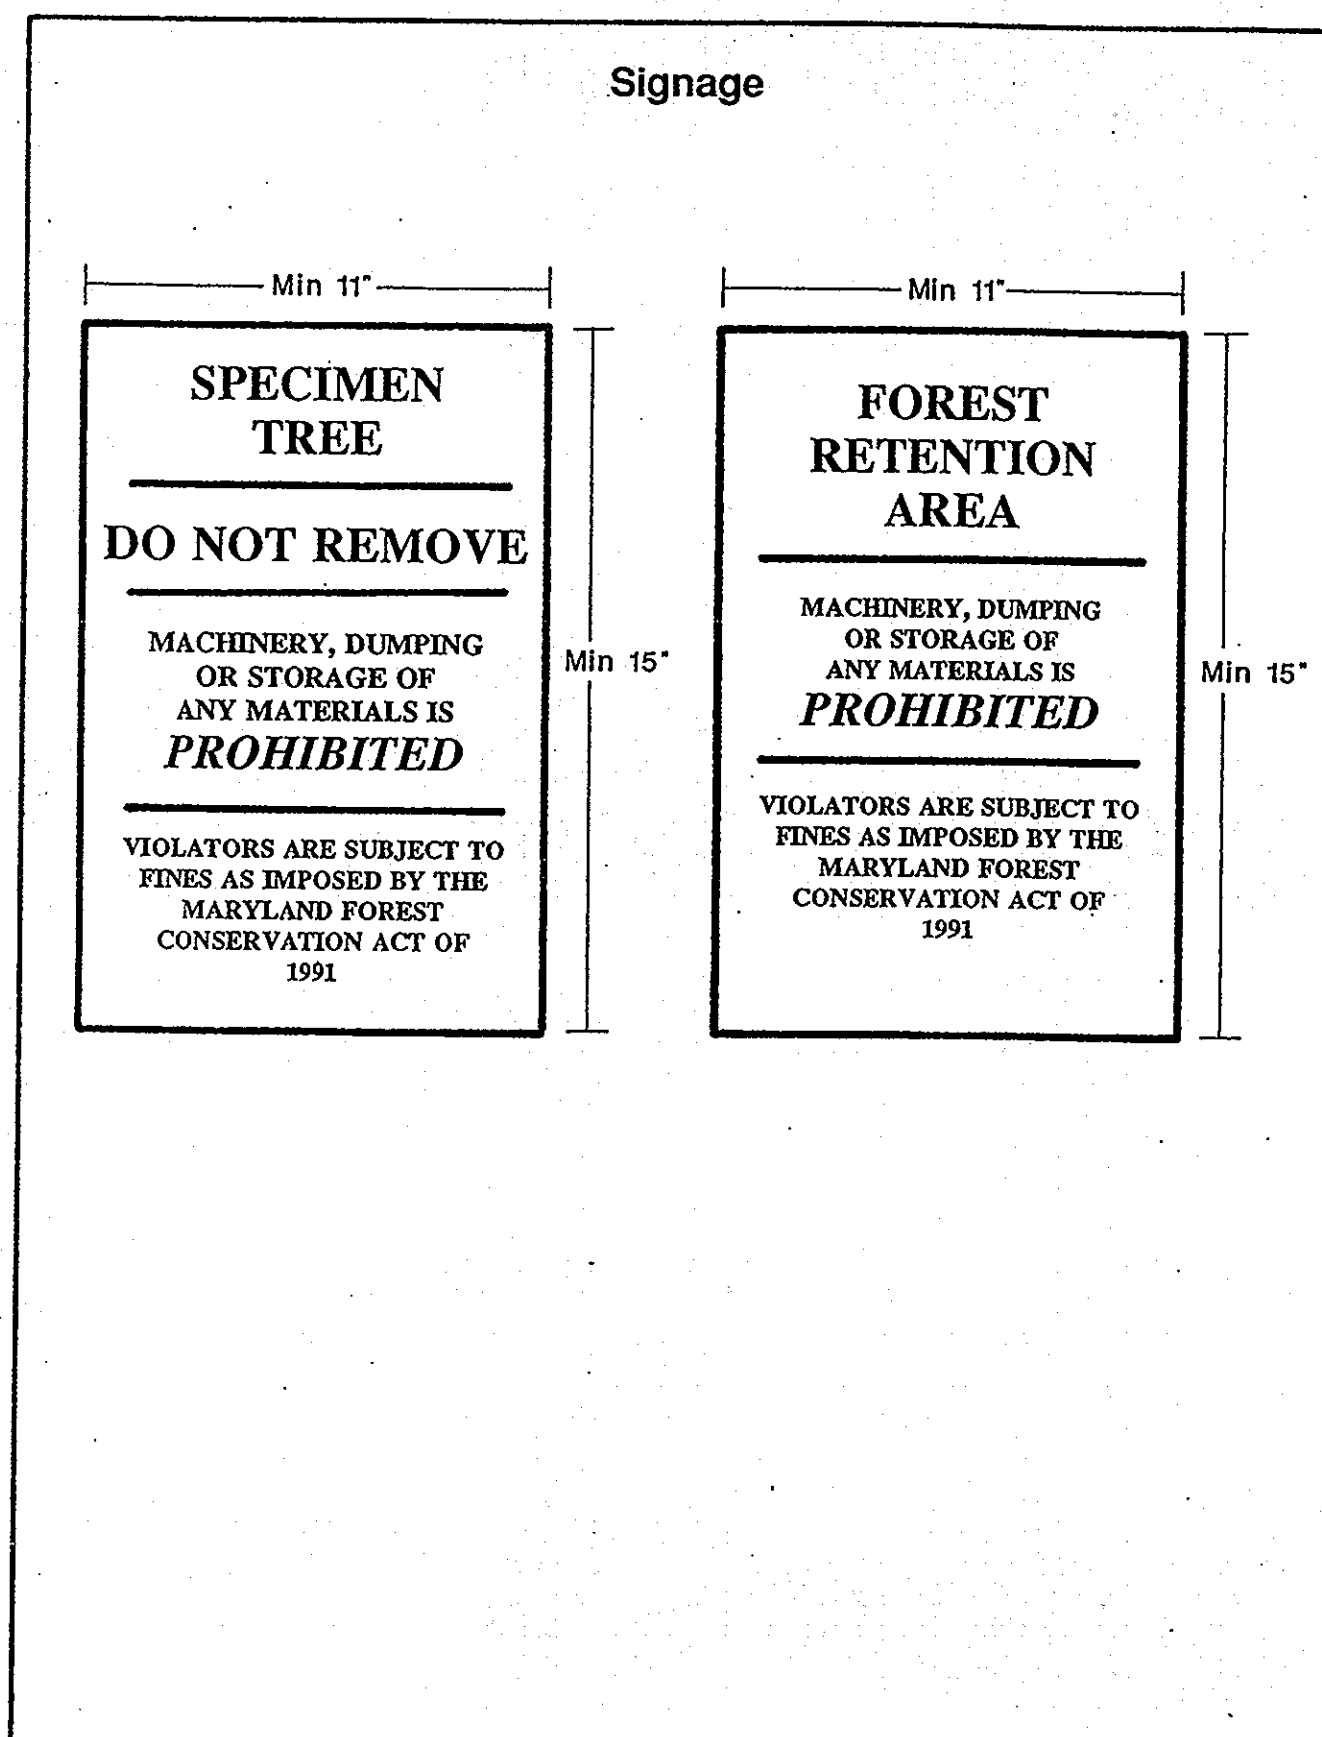 Signage
Min 11"
SPECIMEN
TREE
DO NOT REMOVE
MACHINERY, DUMPING
OR STORAGE OF
ANY MATERIALS IS
PROHIBITED
VIOLATORS ARE SUBJECT TO
FINES AS IMPOSED BY THE
MARYLAND FOREST
CONSERVATION ACT OF
1991
Min 15"
Min 11"
FOREST
RETENTION
AREA
MACHINERY, DUMPING
OR STORAGE OF
ANY MATERIALS IS
PROHIBITED
VIOLATORS ARE SUBJECT TO
FINES AS IMPOSED BY THE
MARYLAND FOREST
CONSERVATION ACT OF
1991
Min 15"